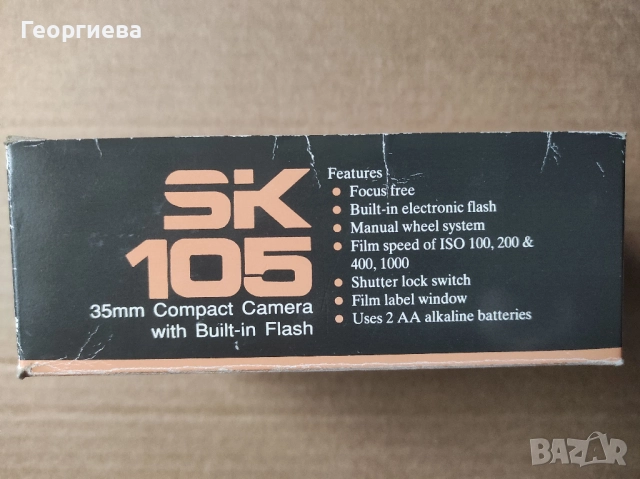 Георгиева
SK
105
35mm Compact Camera
with Built-in Flash
Features
• Focus free
• Built-in electronic flash
• Manual wheel system
• Film speed of ISO 100, 200 &
400, 1000
• Shutter lock switch
• Film label window
• Uses 2 AA alkaline batteries
BAZAR